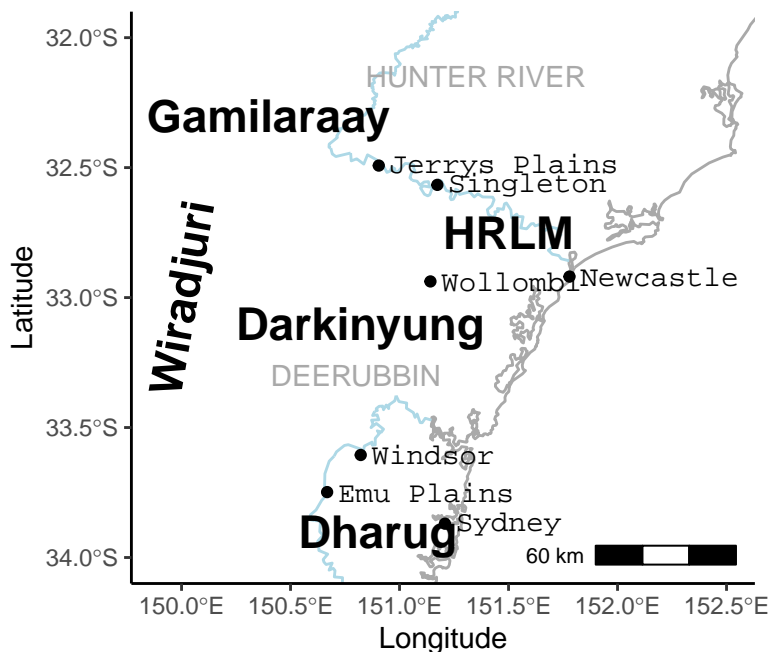 32.0°S
HUNTER RIVER
Gamilaraay
32.5°S
Jerrys Plains
Singleton
HRLM
Wiradjuri
Latitude
33.0°S
Wollombi
Newcastle
Darkinyung
DEERUBBIN
33.5°S
Windsor
Emu Plains
Sydney
Dharug
34.0°S
60 km
150.0°E 150.5°E 151.0°E 151.5°E 152.0°E 152.5°E
Longitude